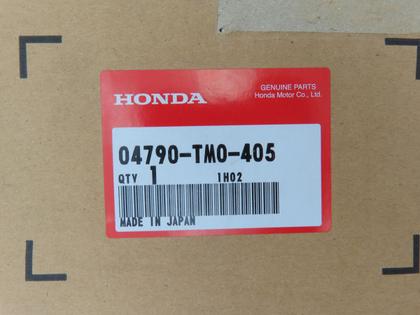 GENUINE PARTS
HONDA Honda Motor Co., Ltd.
04790-TM0-405
QTY 1 1H02
MADE IN JAPAN